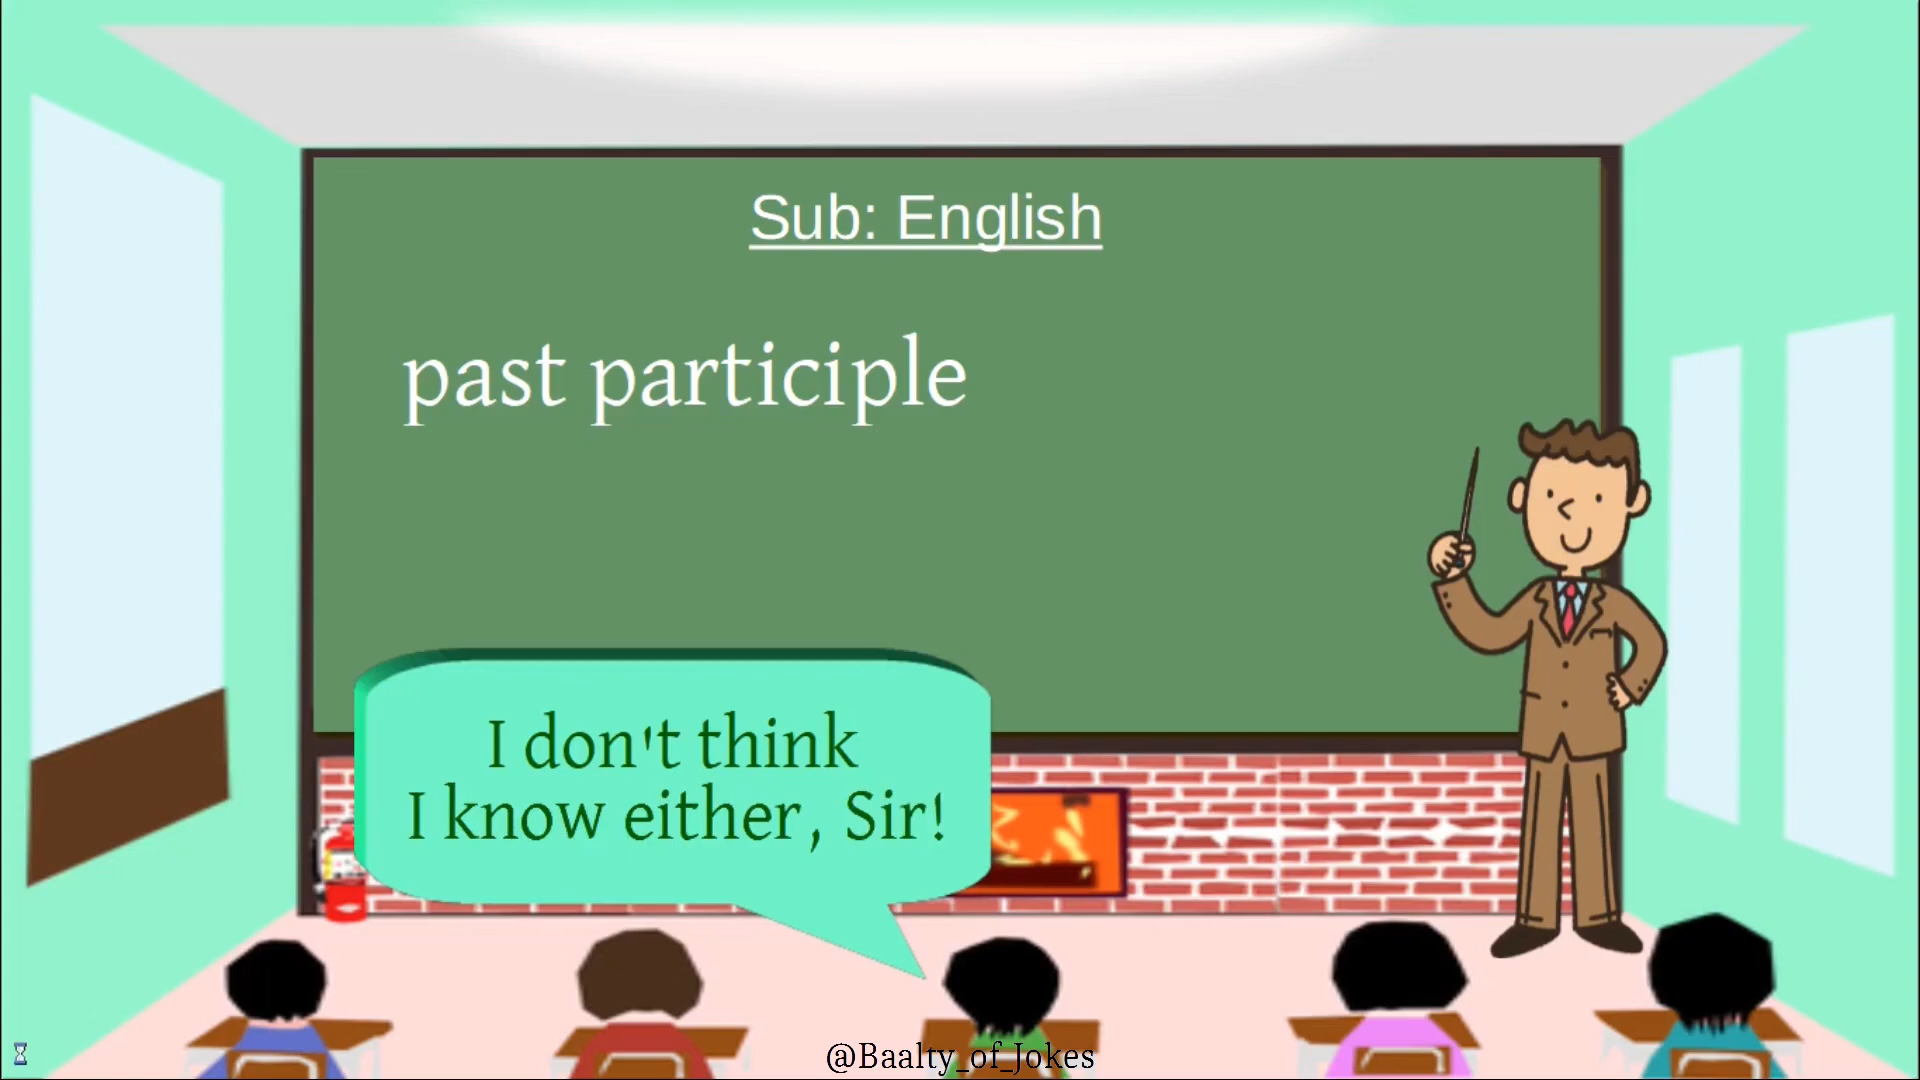 Sub: English
past participle
I don't think
I know either, Sir!
@Baalty_of_Jokes